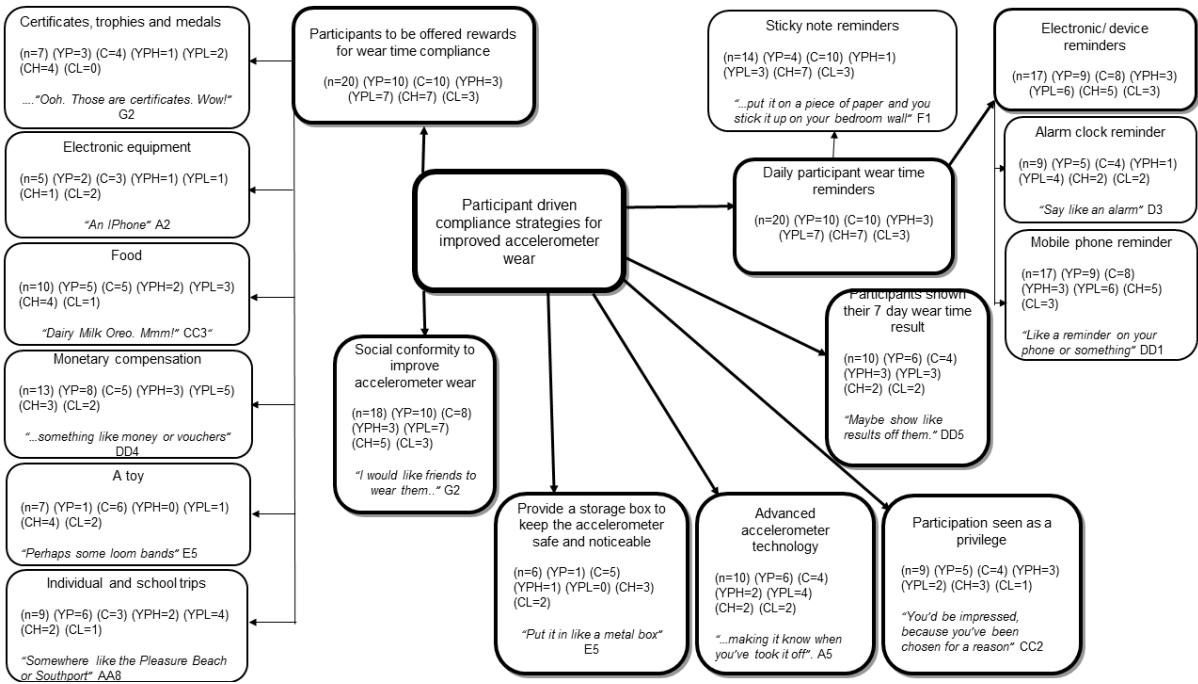 Certificates, trophies and medals
(n=7) (YP=3) (C=4) (YPH=1) (YPL=2)
(CH=4) (CL=0)
...."Ooh. Those are certificates. Wow!"
G2
Electronic equipment
(n=5) (YP=2) (C=3) (YPH=1) (YPL=1)
(CH=1) (CL=2)
"An IPhone" A2
Food
(n=10) (YP=5) (C=5) (YPH=2) (YPL=3)
(CH=4) (CL=1)
"Dairy Milk Oreo. Mmm!" CC3"
Monetary compensation
(n=13) (YP=8) (C=5) (YPH=3) (YPL=5)
(CH=3) (CL=2)
"...something like money or vouchers"
DD4
A toy
(n=7) (YP=1) (C=6) (YPH=0) (YPL=1)
(CH=4) (CL=2)
"Perhaps some loom bands" E5
Individual and school trips
(n=9) (YP=6) (C=3) (YPH=2) (YPL=4)
(CH=2) (CL=1)
"Somewhere like the Pleasure Beach
or Southport" AA8
Participants to be offered rewards
for wear time compliance
(n=20) (YP=10) (C=10) (YPH=3)
(YPL=7) (CH=7) (CL=3)
Participant driven
compliance strategies for
improved accelerometer
wear
Social conformity to
improve
accelerometer wear
(n=18) (YP=10) (C=8)
(YPH=3) (YPL=7)
(CH=5) (CL=3)
"I would like friends to
wear them.." G2
Provide a storage box to
keep the accelerometer
safe and noticeable
(n=6) (YP=1) (C=5)
(YPH=1) (YPL=0) (CH=3)
(CL=2)
"Put it in like a metal box"
E5
Advanced
accelerometer
technology
(n=10) (YP=6) (C=4)
(YPH=2) (YPL=4)
(CH=2) (CL=2)
"...making it know when
you've took it off". A5
Participation seen as a
privilege
(n=9) (YP=5) (C=4) (YPH=3)
(YPL=2) (CH=3) (CL=1)
"You'd be impressed,
because you've been
chosen for a reason" CC2
Participants shown
their 7 day wear time
result
(n=10) (YP=6) (C=4)
(YPH=3) (YPL=3)
(CH=2) (CL=2)
"Maybe show like
results off them." DD5
Daily participant wear time
reminders
(n=20) (YP=10) (C=10) (YPH=3)
(YPL=7) (CH=7) (CL=3)
Sticky note reminders
(n=14) (YP=4) (C=10) (YPH=1)
(YPL=3) (CH=7) (CL=3)
"...put it on a piece of paper and you
stick it up on your bedroom wall" F1
Electronic/ device
reminders
(n=17) (YP=9) (C=8) (YPH=3)
(YPL=6) (CH=5) (CL=3)
Alarm clock reminder
(n=9) (YP=5) (C=4) (YPH=1)
(YPL=4) (CH=2) (CL=2)
"Say like an alarm" D3
Mobile phone reminder
(n=17) (YP=9) (C=8)
(YPH=3) (YPL=6) (CH=5)
(CL=3)
"Like a reminder on your
phone or something" DD1